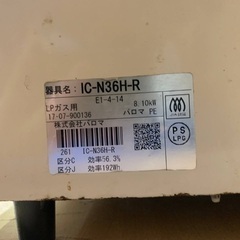 器具名: IC-N36H-R
E1-4-14
LPガス用 8.10kW
17-07-900136 パロマ PE
株式会社パロマ
PS
LPG
261 IC-N36H-R
区分C 効率56.3%
区分J 効率192Wh